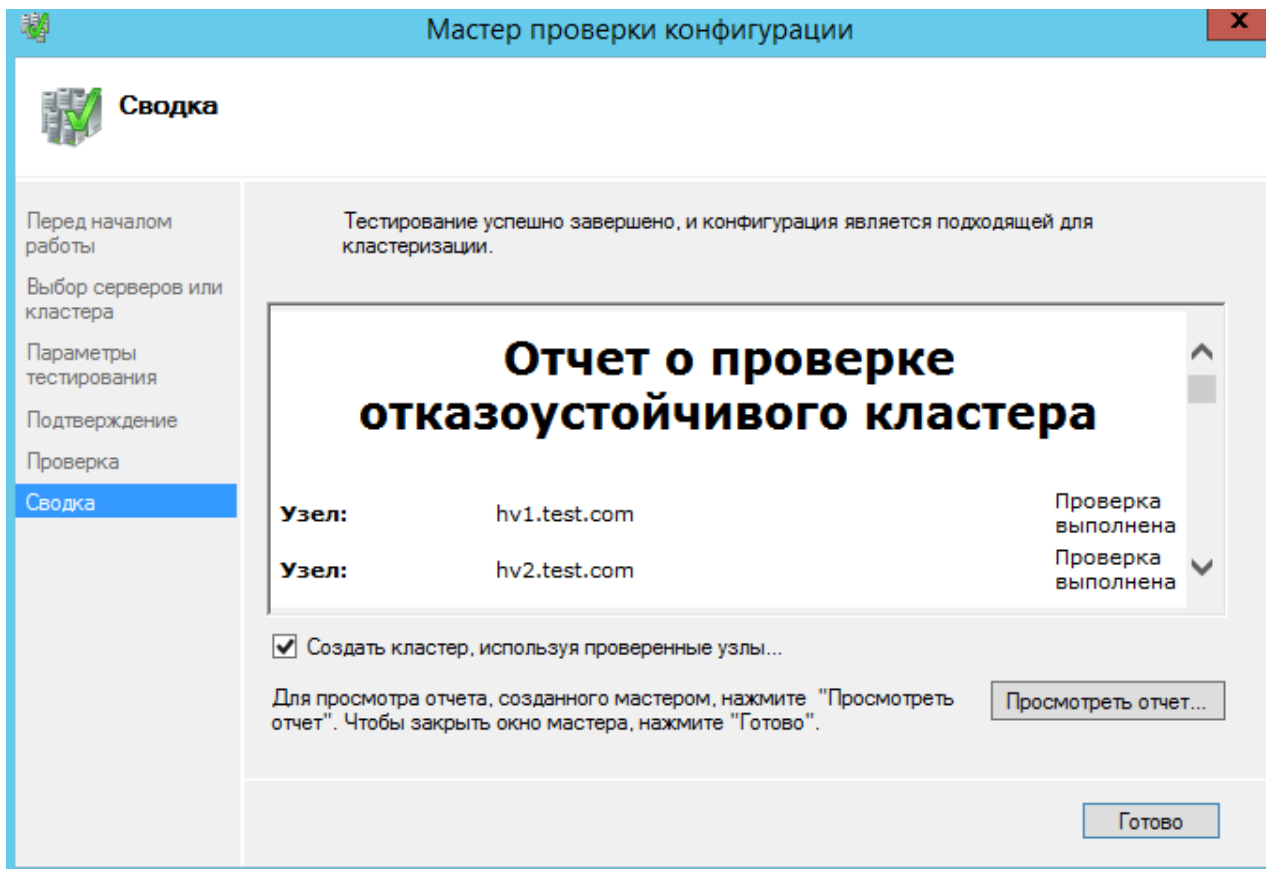 Мастер проверки конфигурации
x
Сводка
Перед началом
работы
Выбор серверов или
кластера
Параметры
тестирования
Подтверждение
Проверка
Сводка
Тестирование успешно завершено, и конфигурация является подходящей для
кластеризации.
Отчет о проверке
отказоустойчивого кластера
Узел: hv1.test.com Проверка
выполнена
Узел: hv2.test.com Проверка
выполнена
Создать кластер, используя проверенные узлы...
Для просмотра отчета, созданного мастером, нажмите "Просмотреть
отчет". Чтобы закрыть окно мастера, нажмите "Готово".
Просмотреть отчет...
Готово